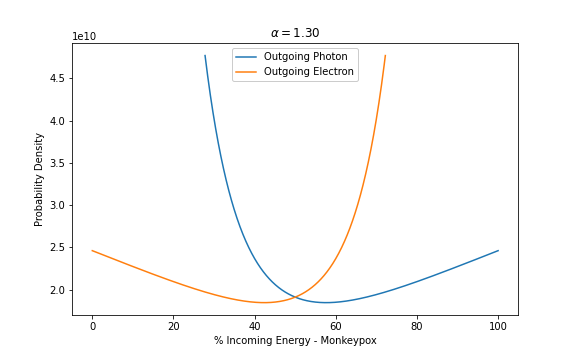 α = 1.30
1e10
Outgoing Photon
Outgoing Electron
4.5
4.0
3.5
3.0
2.5
2.0
Probability Density
0 20 40 60 80 100
% Incoming Energy - Monkeypox